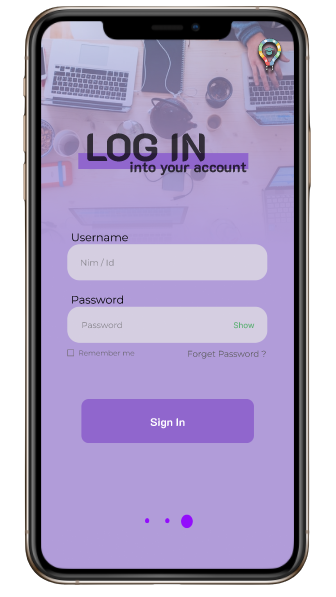 LOG IN
into your account
Username
Nim / Id
Password
Password Show
Remember me Forget Password ?
Sign In